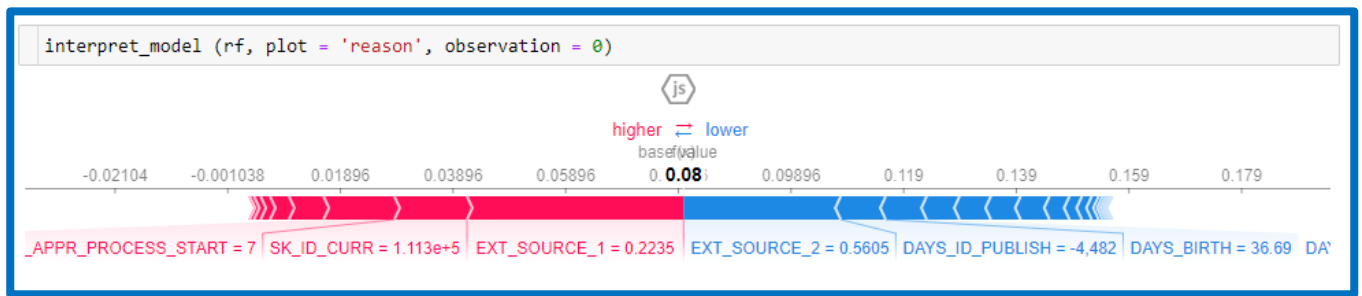 interpret_model (rf, plot = 'reason', observation = 0)
js
higher ⇄ lower
base value
f(x)
-0.02104 -0.001038 0.01896 0.03896 0.05896 0.08 0.09896 0.119 0.139 0.159 0.179
_APPR_PROCESS_START = 7 SK_ID_CURR = 1.113e+5 EXT_SOURCE_1 = 0.2235 EXT_SOURCE_2 = 0.5605 DAYS_ID_PUBLISH = -4,482 DAYS_BIRTH = 36.69 DAY